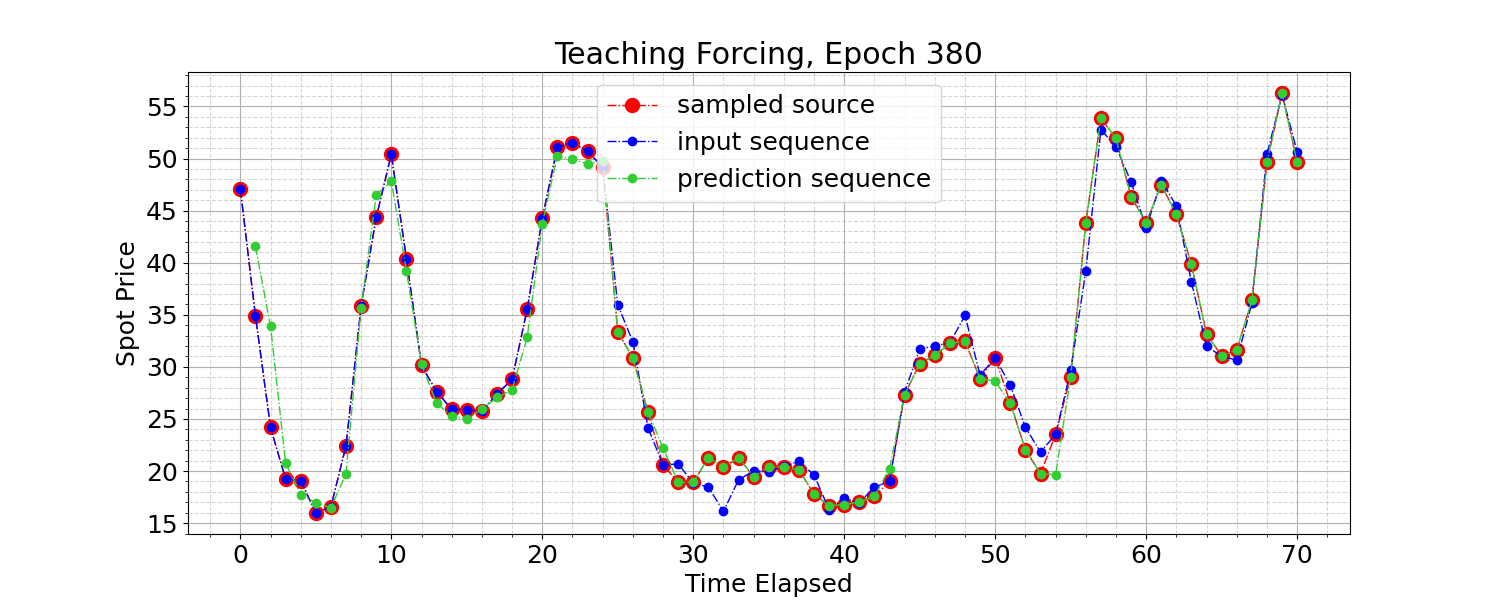 Teaching Forcing, Epoch 380
sampled source
input sequence
prediction sequence
Spot Price
55
50
45
40
35
30
25
20
15
0 10 20 30 40 50 60 70
Time Elapsed